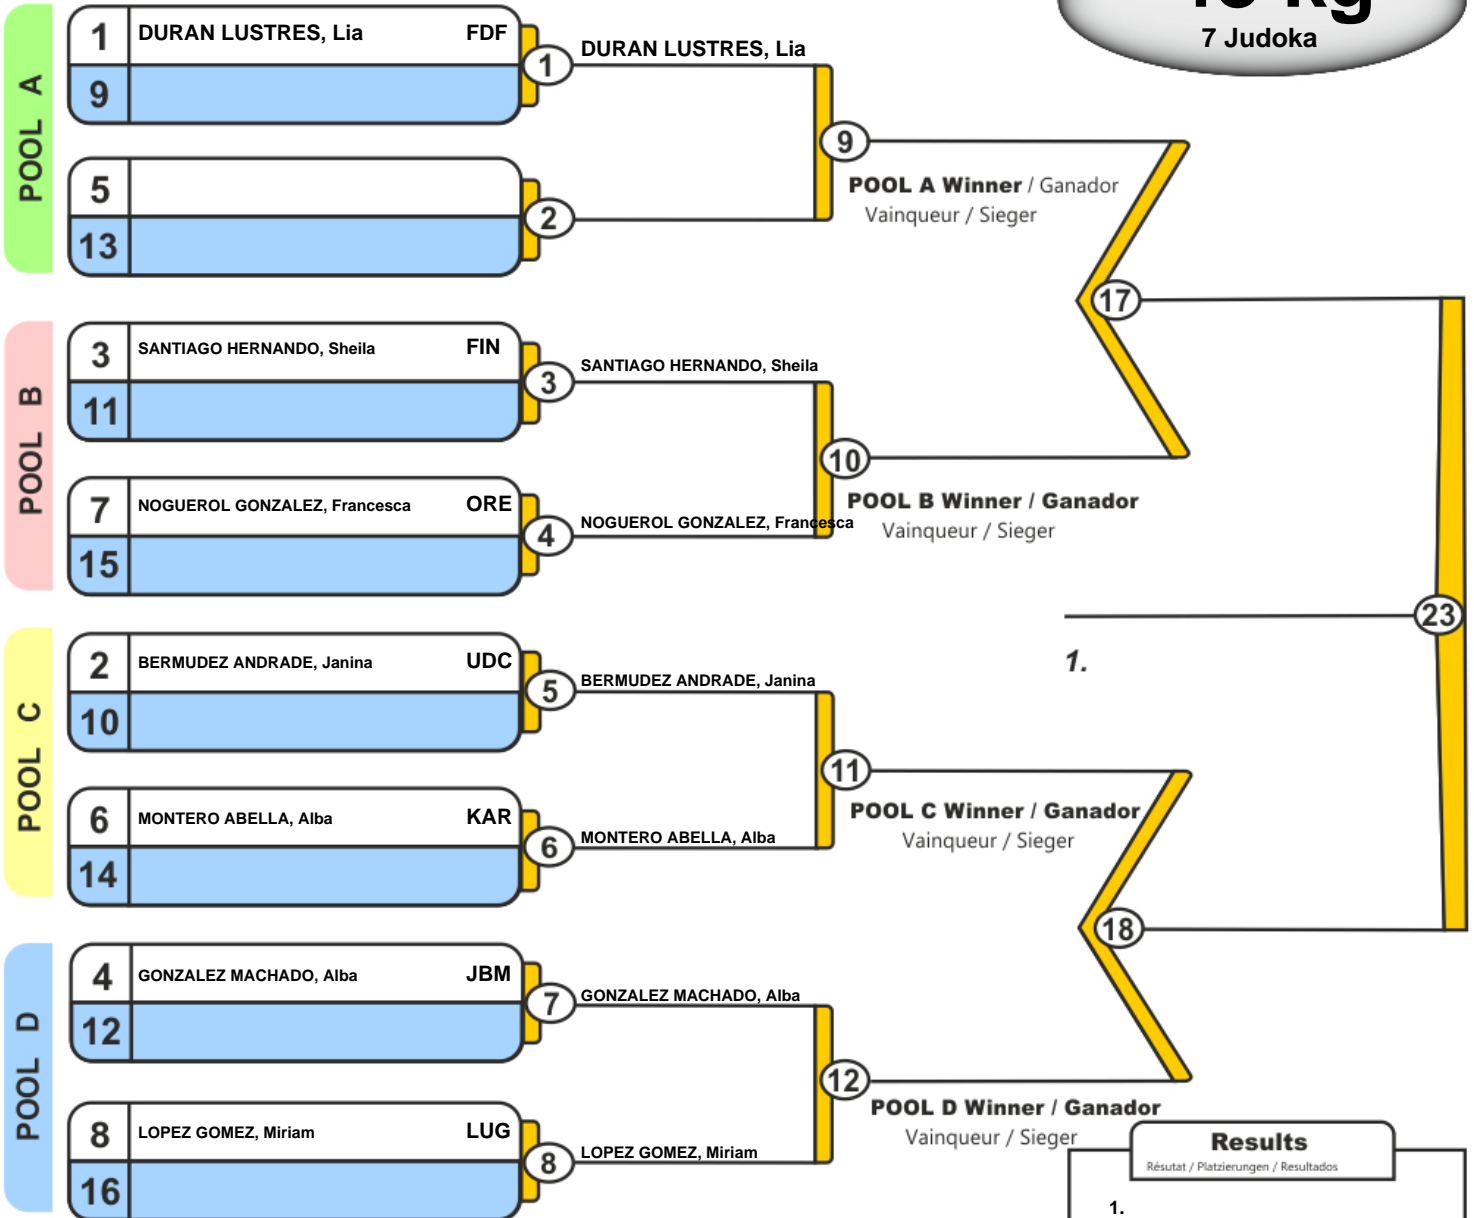 7 Judoka
POOL A
1 DURAN LUSTRES, Lia FDF
9
5
13
1
DURAN LUSTRES, Lia
2
9
POOL A Winner / Ganador
Vainqueur / Sieger
POOL B
3 SANTIAGO HERNANDO, Sheila FIN
11
7 NOGUEROL GONZALEZ, Francesca ORE
15
3
SANTIAGO HERNANDO, Sheila
4
NOGUEROL GONZALEZ, Francesca
10
POOL B Winner / Ganador
Vainqueur / Sieger
17
POOL C
2 BERMUDEZ ANDRADE, Janina UDC
10
6 MONTERO ABELLA, Alba KAR
14
5
BERMUDEZ ANDRADE, Janina
6
MONTERO ABELLA, Alba
11
POOL C Winner / Ganador
Vainqueur / Sieger
POOL D
4 GONZALEZ MACHADO, Alba JBM
12
8 LOPEZ GOMEZ, Miriam LUG
16
7
GONZALEZ MACHADO, Alba
8
LOPEZ GOMEZ, Miriam
12
POOL D Winner / Ganador
Vainqueur / Sieger
18
23
1.
Results
Résutat / Platzierungen / Resultados
1.